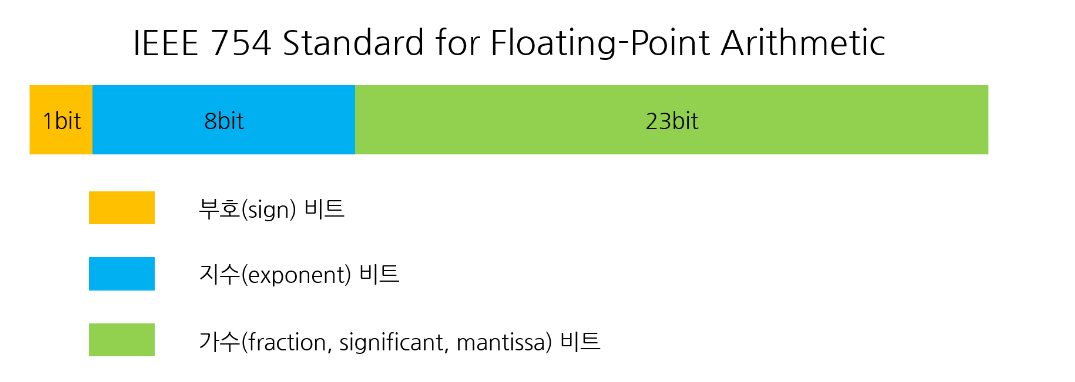 IEEE 754 Standard for Floating-Point Arithmetic
1bit 8bit 23bit
부호(sign) 비트
지수(exponent) 비트
가수(fraction, significant, mantissa) 비트